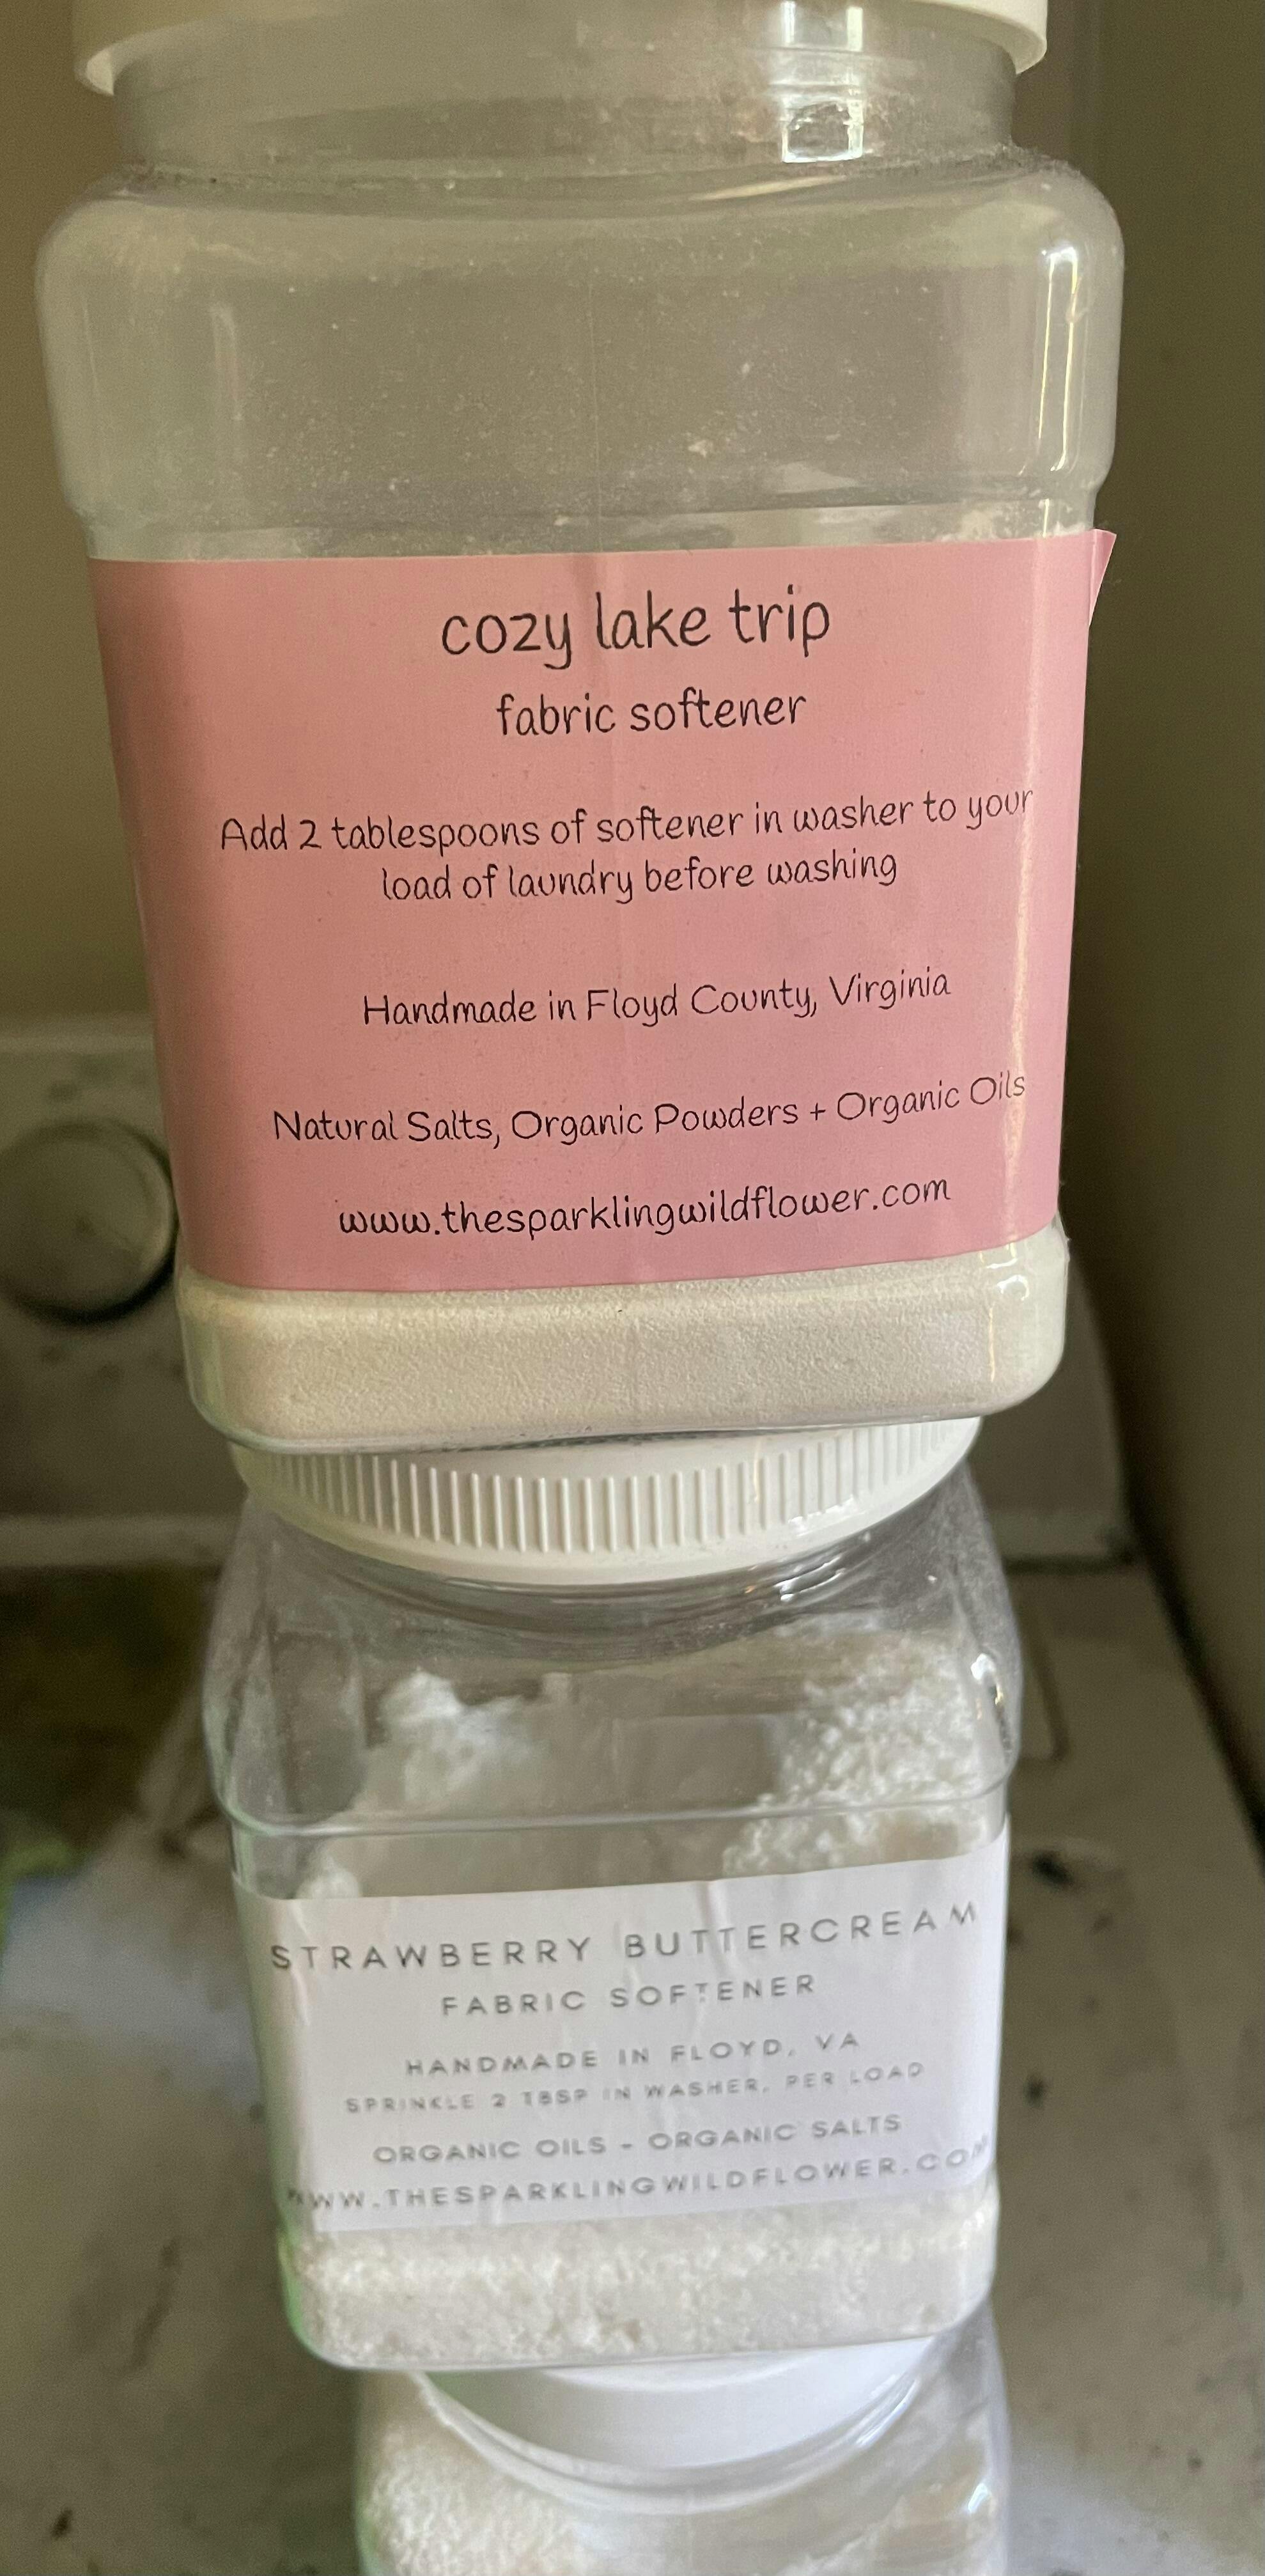 cozy lake trip
fabric softener
Add 2 tablespoons of softener in washer to your
load of laundry before washing
Handmade in Floyd County, Virginia
Natural Salts, Organic Powders + Organic Oils
www.thesparklingwildflower.com
STRAWBERRY BUTTERCREAM
FABRIC SOFTENER
HANDMADE IN FLOYD, VA
SPRINKLE 2 TBSP IN WASHER, PER LOAD
ORGANIC OILS - ORGANIC SALTS
WWW.THESPARKLINGWILDFLOWER.COM